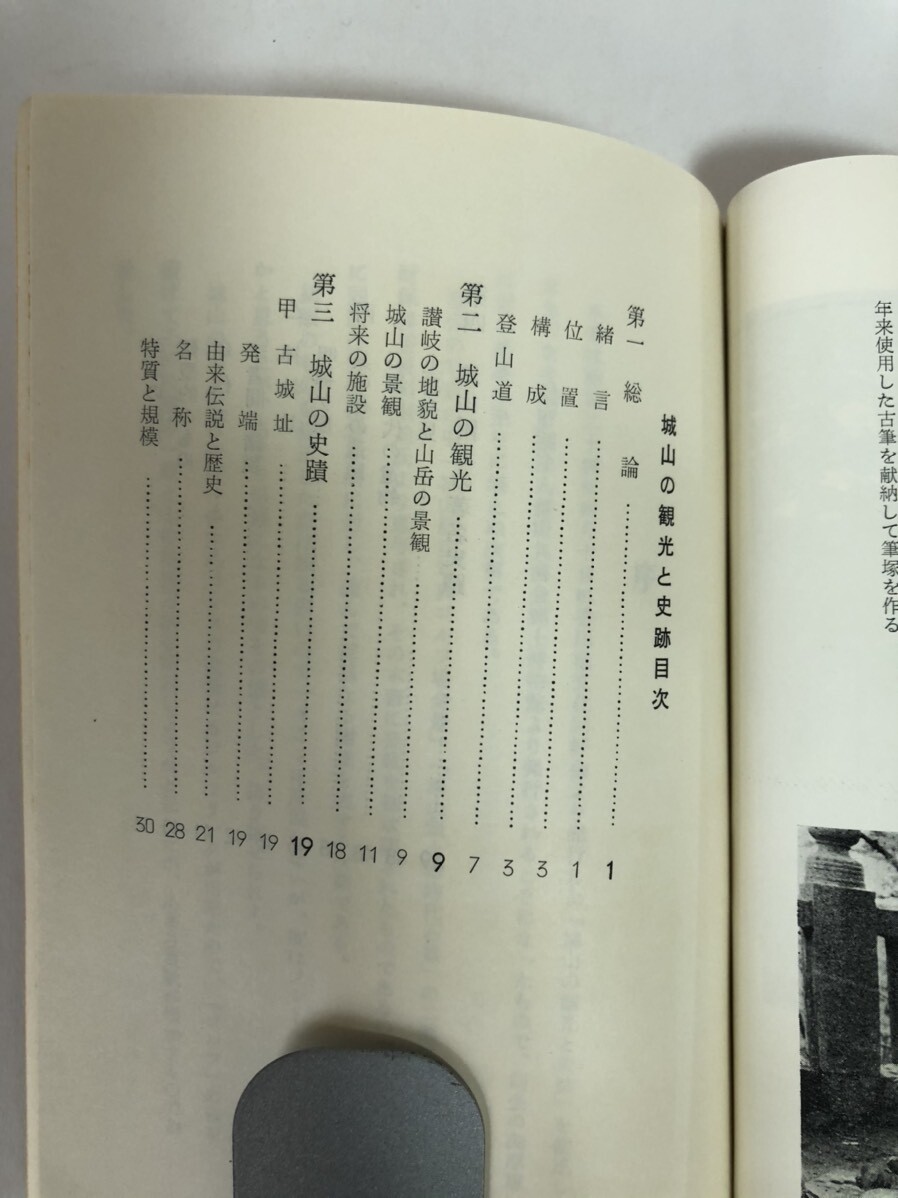 年来使用した古筆を献納して筆塚を作る
城山の観光と史跡目次
第一 総論……1
緒言……1
位置……3
構成……3
登山道……7
第二 城山の観光……9
讃岐の地貌と山岳の景観……9
城山の景観……11
将来の施設……18
第三 城山の史蹟……19
甲 古城址……19
発端……19
由来伝説と歴史……21
名称……28
特質と規模……30